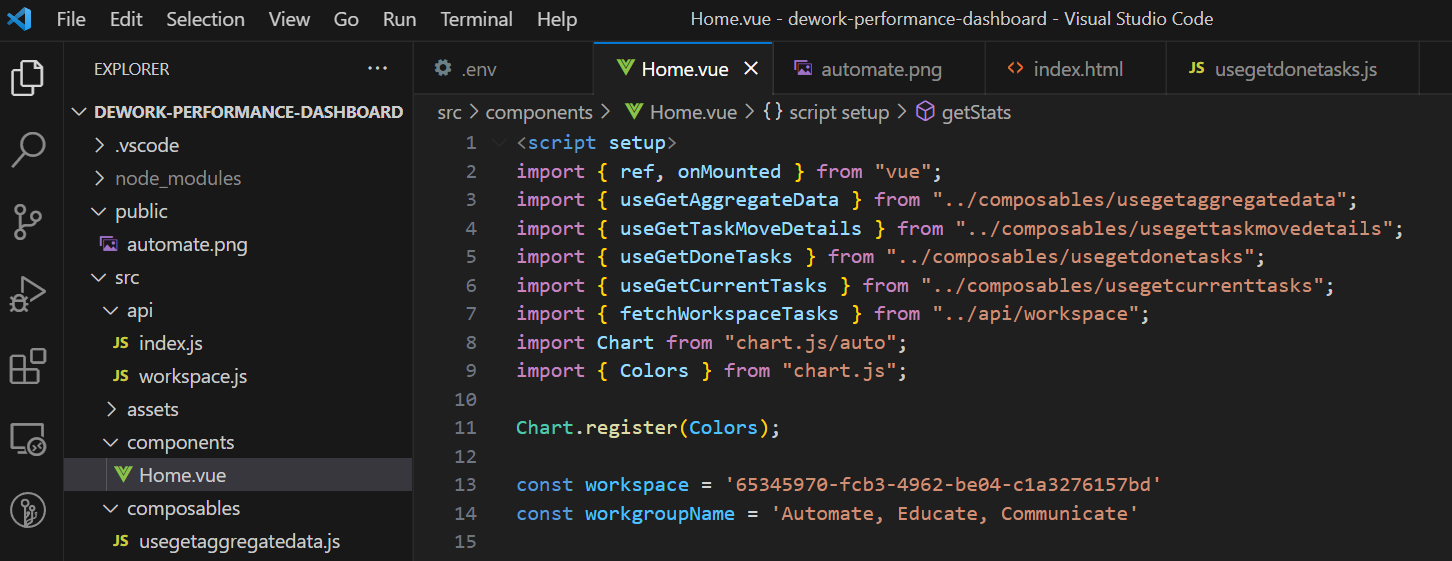 File Edit Selection View Go Run Terminal Help Home.vue - dework-performance-dashboard - Visual Studio Code
EXPLORER ···
.env Home.vue automate.png index.html JS usegetdonetasks.js
DEWORK-PERFORMANCE-DASHBOARD
.vscode
node_modules
public
automate.png
src
api
JS index.js
JS workspace.js
assets
components
Home.vue
composables
JS usegetaggregatedata.js
src > components > Home.vue > {} script setup > getStats
1 <script setup>
2 import { ref, onMounted } from "vue";
3 import { useGetAggregateData } from "../composables/usegetaggregatedata";
4 import { useGetTaskMoveDetails } from "../composables/usegettaskmovedetails";
5 import { useGetDoneTasks } from "../composables/usegetdonetasks";
6 import { useGetCurrentTasks } from "../composables/usegetcurrenttasks";
7 import { fetchWorkspaceTasks } from "../api/workspace";
8 import Chart from "chart.js/auto";
9 import { Colors } from "chart.js";
10
11 Chart.register(Colors);
12
13 const workspace = '65345970-fcb3-4962-be04-c1a3276157bd'
14 const workgroupName = 'Automate, Educate, Communicate'
15